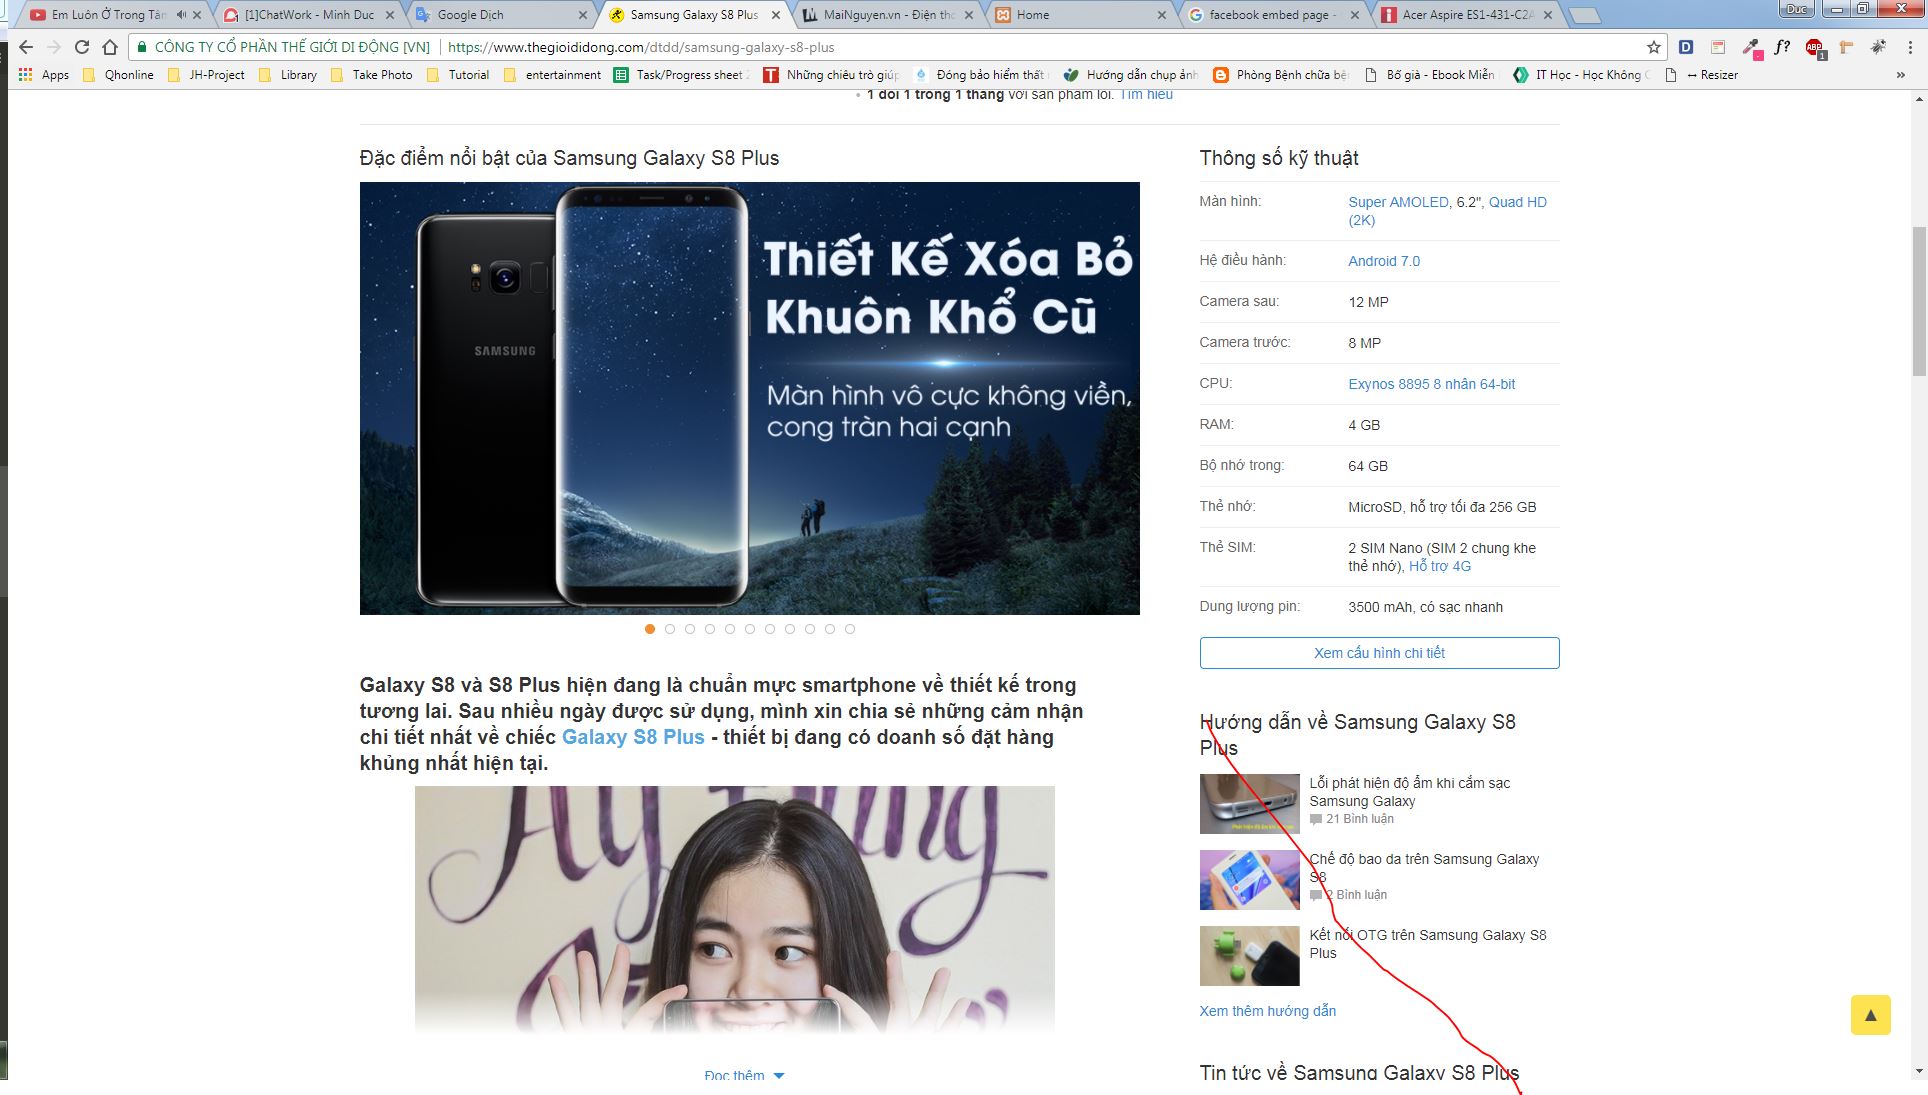 Em Luôn Ở Trong Tâm
[1]ChatWork - Minh Duc
Google Dịch
Samsung Galaxy S8 Plus
MaiNguyen.vn - Điện tho
Home
facebook embed page -
Acer Aspire ES1-431-C2A
Duc
CÔNG TY CỔ PHẦN THẾ GIỚI DI ĐỘNG [VN]
https://www.thegioididong.com/dtdd/samsung-galaxy-s8-plus
Apps
Qhonline
JH-Project
Library
Take Photo
Tutorial
entertainment
Task/Progress sheet
Những chiêu trò giúp
Đóng bảo hiểm thất
Hướng dẫn chụp ảnh
Phòng Bệnh chữa bệ
Bố già - Ebook Miễn
IT Học - Học Không
↔ Resizer
1 đổi 1 trong 1 tháng với sản phẩm lỗi. Tìm hiểu
Đặc điểm nổi bật của Samsung Galaxy S8 Plus
SAMSUNG
Thiết Kế Xóa Bỏ
Khuôn Khổ Cũ
Màn hình vô cực không viền,
cong tràn hai cạnh
Galaxy S8 và S8 Plus hiện đang là chuẩn mực smartphone về thiết kế trong
tương lai. Sau nhiều ngày được sử dụng, mình xin chia sẻ những cảm nhận
chi tiết nhất về chiếc Galaxy S8 Plus - thiết bị đang có doanh số đặt hàng
khủng nhất hiện tại.
Đọc thêm
Thông số kỹ thuật
Màn hình: Super AMOLED, 6.2", Quad HD
(2K)
Hệ điều hành: Android 7.0
Camera sau: 12 MP
Camera trước: 8 MP
CPU: Exynos 8895 8 nhân 64-bit
RAM: 4 GB
Bộ nhớ trong: 64 GB
Thẻ nhớ: MicroSD, hỗ trợ tối đa 256 GB
Thẻ SIM: 2 SIM Nano (SIM 2 chung khe
thẻ nhớ), Hỗ trợ 4G
Dung lượng pin: 3500 mAh, có sạc nhanh
Xem cấu hình chi tiết
Hướng dẫn về Samsung Galaxy S8
Plus
Lỗi phát hiện độ ẩm khi cắm sạc
Samsung Galaxy
21 Bình luận
Chế độ bao da trên Samsung Galaxy
S8
2 Bình luận
Kết nối OTG trên Samsung Galaxy S8
Plus
Xem thêm hướng dẫn
Tin tức về Samsung Galaxy S8 Plus